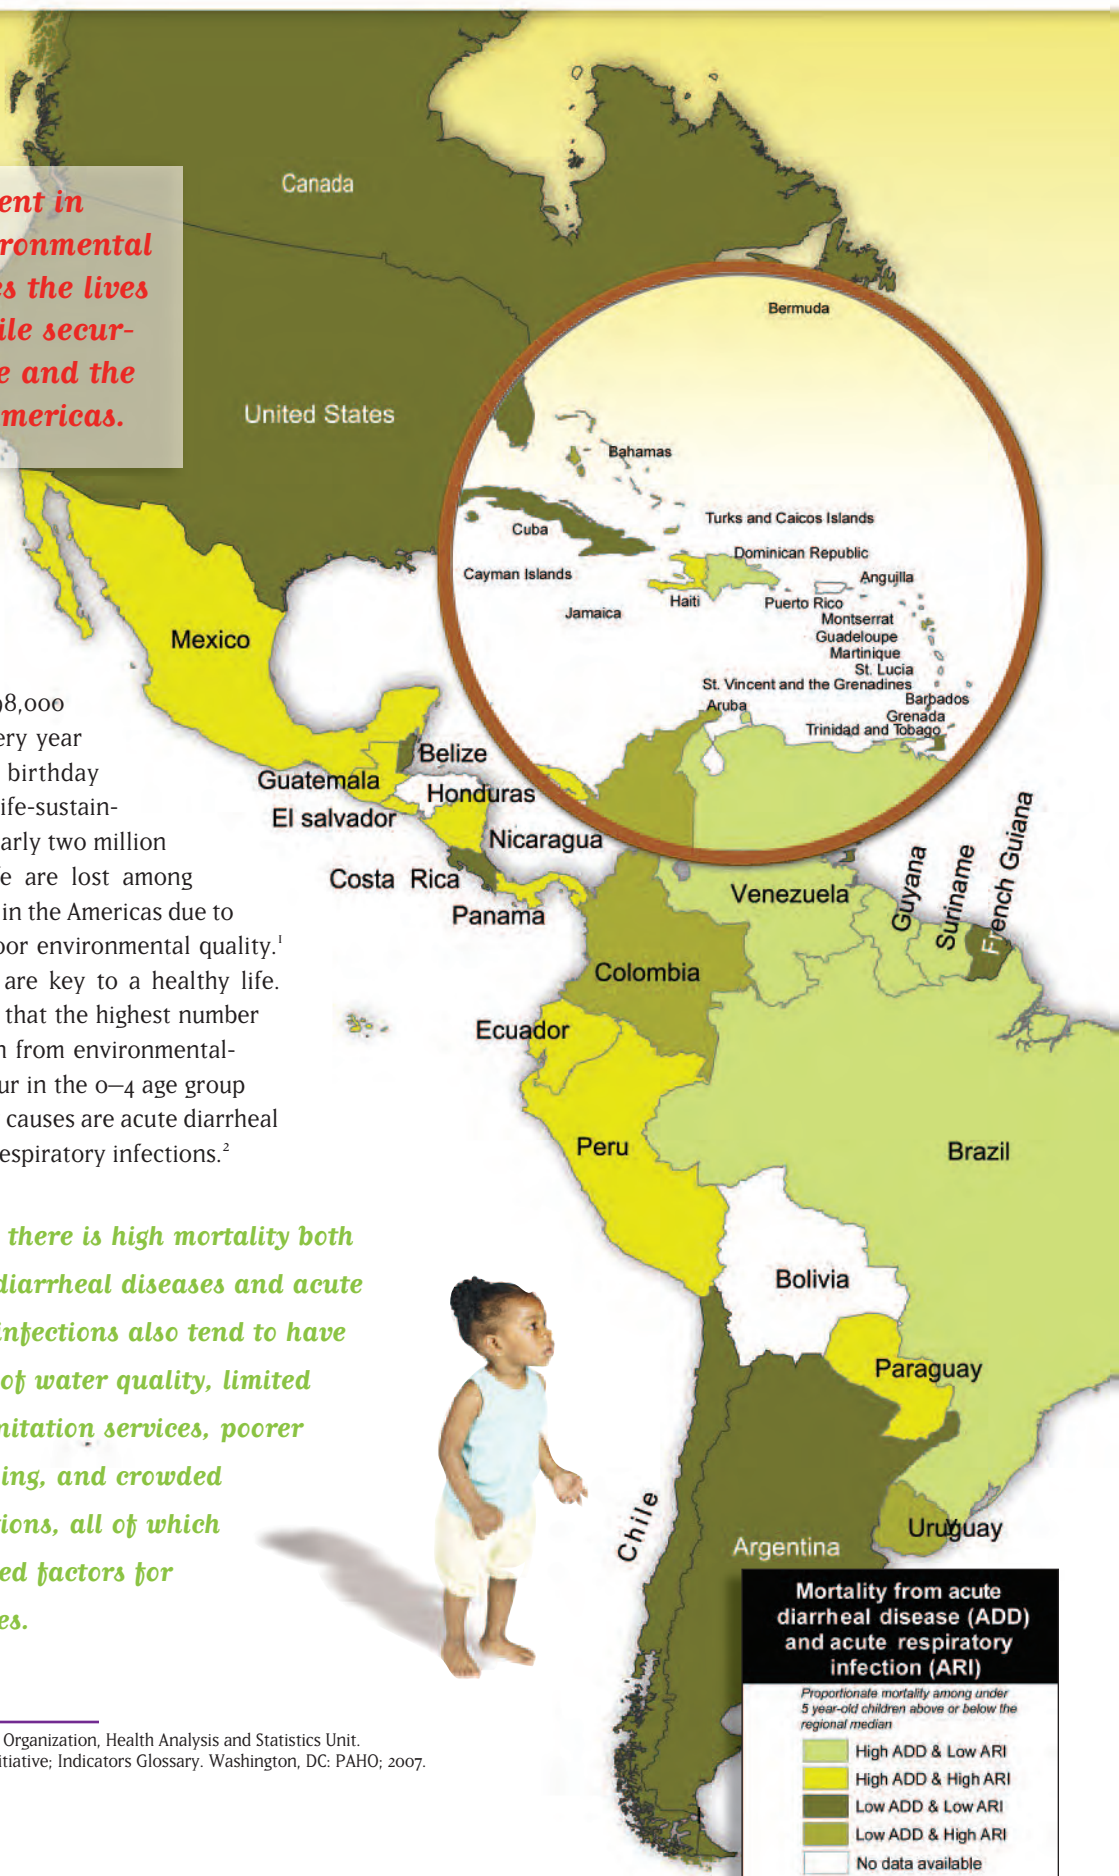 Canada
ent in
ronmental
es the lives
ile secur-
e and the
mericas.
United States
Bermuda
Bahamas
Cuba
Turks and Caicos Islands
Dominican Republic
Cayman Islands
Anguilla
Haiti
Jamaica
Puerto Rico
Montserrat
Guadeloupe
Martinique
St. Lucia
St. Vincent and the Grenadines
Barbados
Aruba
Grenada
Trinidad and Tobago
Mexico
98,000
ery year
birthday
ife-sustain-
arly two million
e are lost among
in the Americas due to
oor environmental quality.¹
are key to a healthy life.
that the highest number
n from environmental-
ur in the 0–4 age group
causes are acute diarrheal
espiratory infections.²
Belize
Guatemala
Honduras
El salvador
Nicaragua
Costa Rica
Panama
Venezuela
Guyana
Suriname
French Guiana
Colombia
Ecuador
Peru
Brazil
Bolivia
Paraguay
Chile
Uruguay
Argentina
there is high mortality both
diarrheal diseases and acute
infections also tend to have
of water quality, limited
nitation services, poorer
ing, and crowded
ions, all of which
ed factors for
es.
Mortality from acute
diarrheal disease (ADD)
and acute respiratory
infection (ARI)
Proportionate mortality among under
5 year-old children above or below the
regional median
High ADD & Low ARI
High ADD & High ARI
Low ADD & Low ARI
Low ADD & High ARI
No data available
Organization, Health Analysis and Statistics Unit.
itiative; Indicators Glossary. Washington, DC: PAHO; 2007.